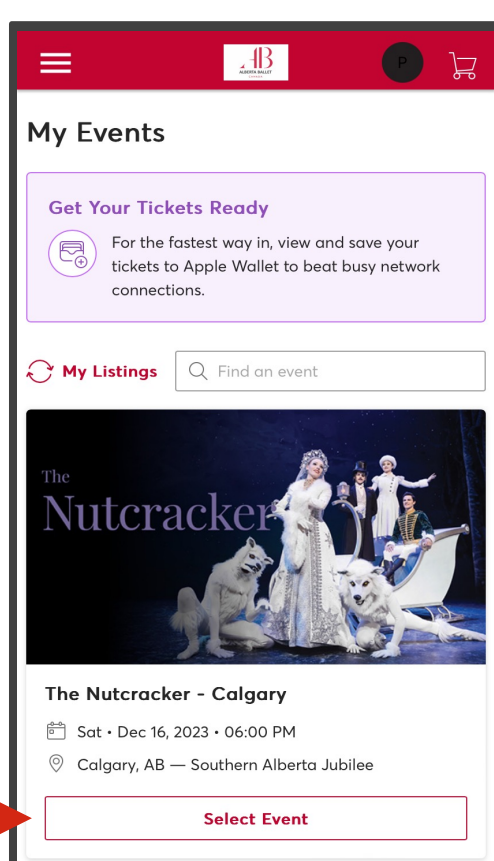 AB
ALBERTA BALLET
P
My Events
Get Your Tickets Ready
For the fastest way in, view and save your
tickets to Apple Wallet to beat busy network
connections.
My Listings
Find an event
The
Nutcracker
The Nutcracker - Calgary
Sat • Dec 16, 2023 • 06:00 PM
Calgary, AB — Southern Alberta Jubilee
Select Event